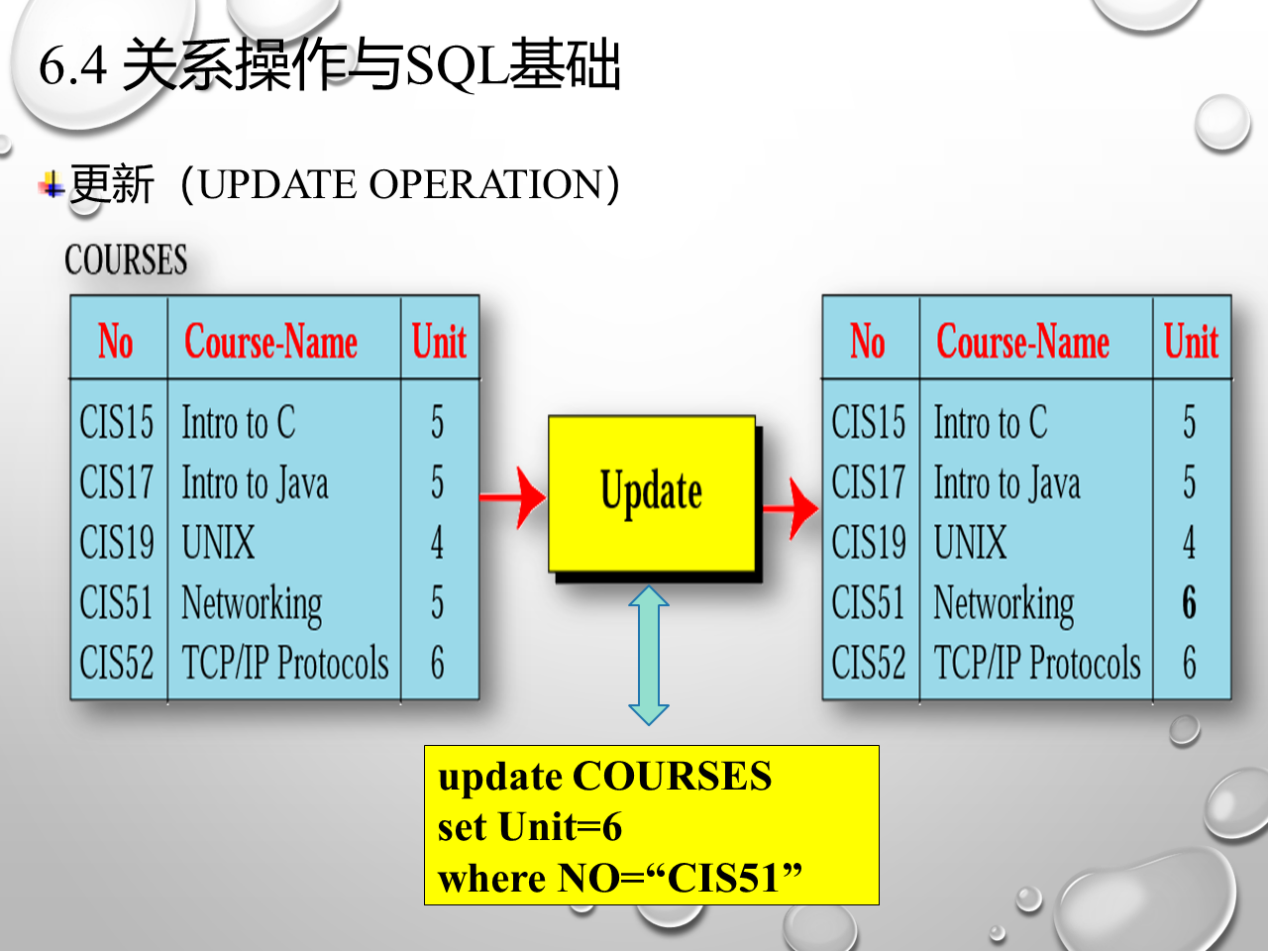 6.4 关系操作与SQL基础
更新（UPDATE OPERATION）
COURSES
No Course-Name Unit
CIS15 Intro to C 5
CIS17 Intro to Java 5
CIS19 UNIX 4
CIS51 Networking 5
CIS52 TCP/IP Protocols 6
Update
No Course-Name Unit
CIS15 Intro to C 5
CIS17 Intro to Java 5
CIS19 UNIX 4
CIS51 Networking 6
CIS52 TCP/IP Protocols 6
update COURSES
set Unit=6
where NO=“CIS51”